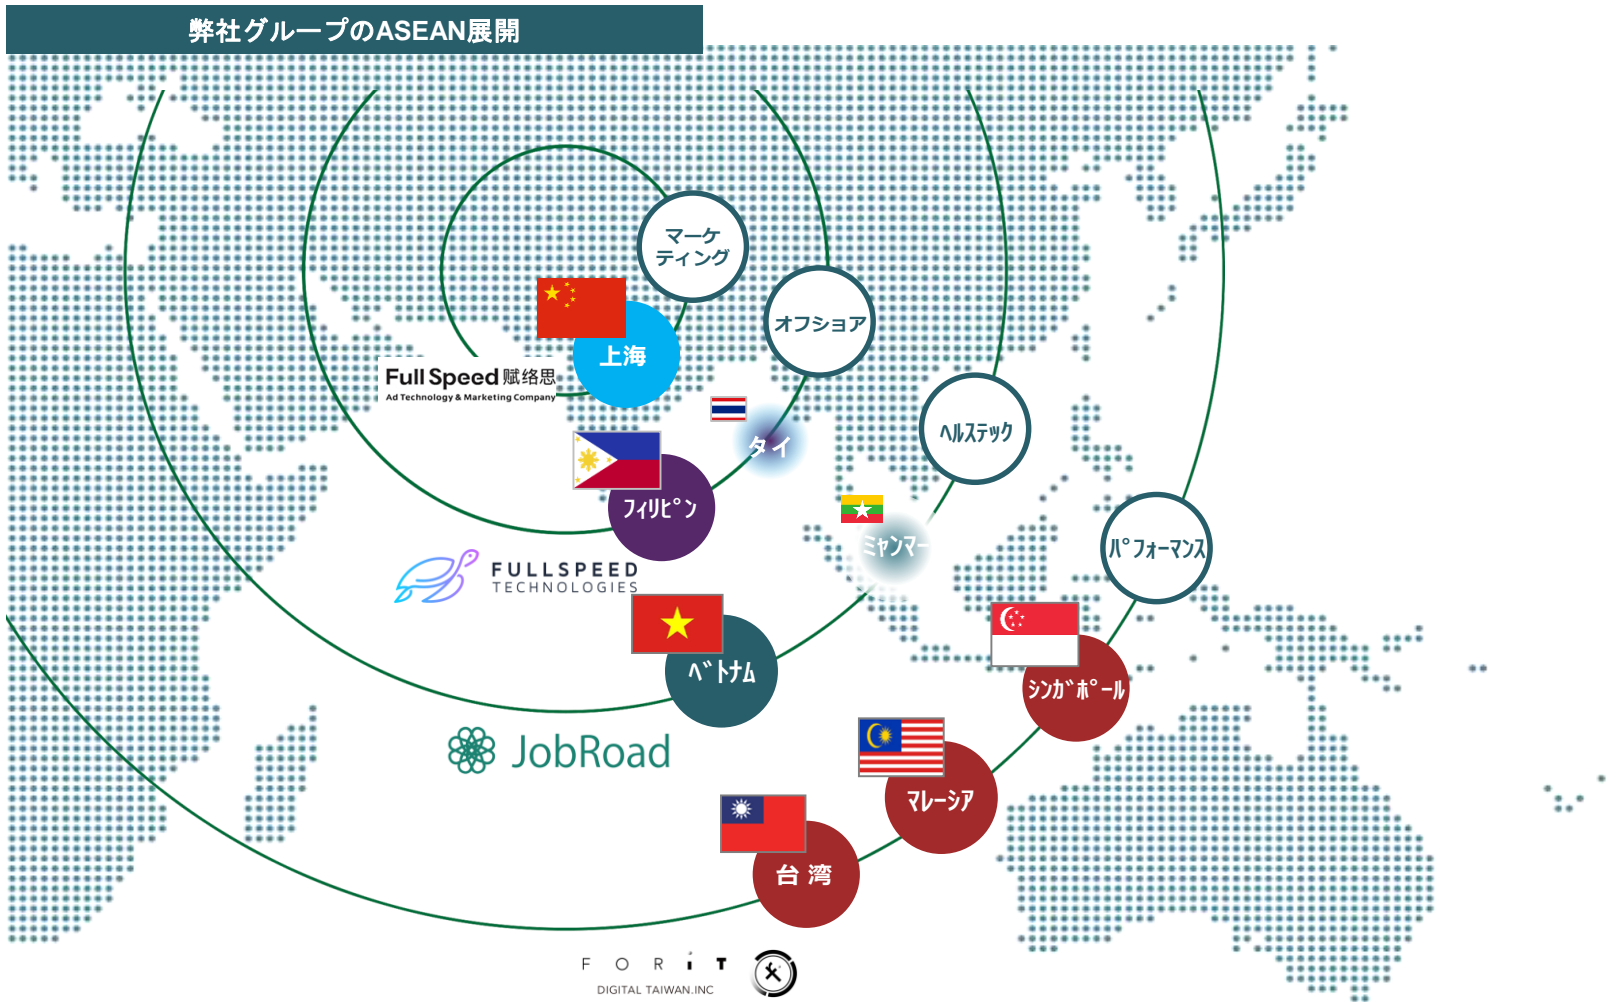 弊社グループのASEAN展開
マーケ
ティング
オフショア
上海
Full Speed 赋络思
Ad Technology & Marketing Company
タイ
ヘルステック
フィリピン
ミャンマー
パフォーマンス
FULLSPEED
TECHNOLOGIES
ベトナム
シンガポール
JobRoad
マレーシア
台 湾
FORiT
DIGITAL TAIWAN.INC